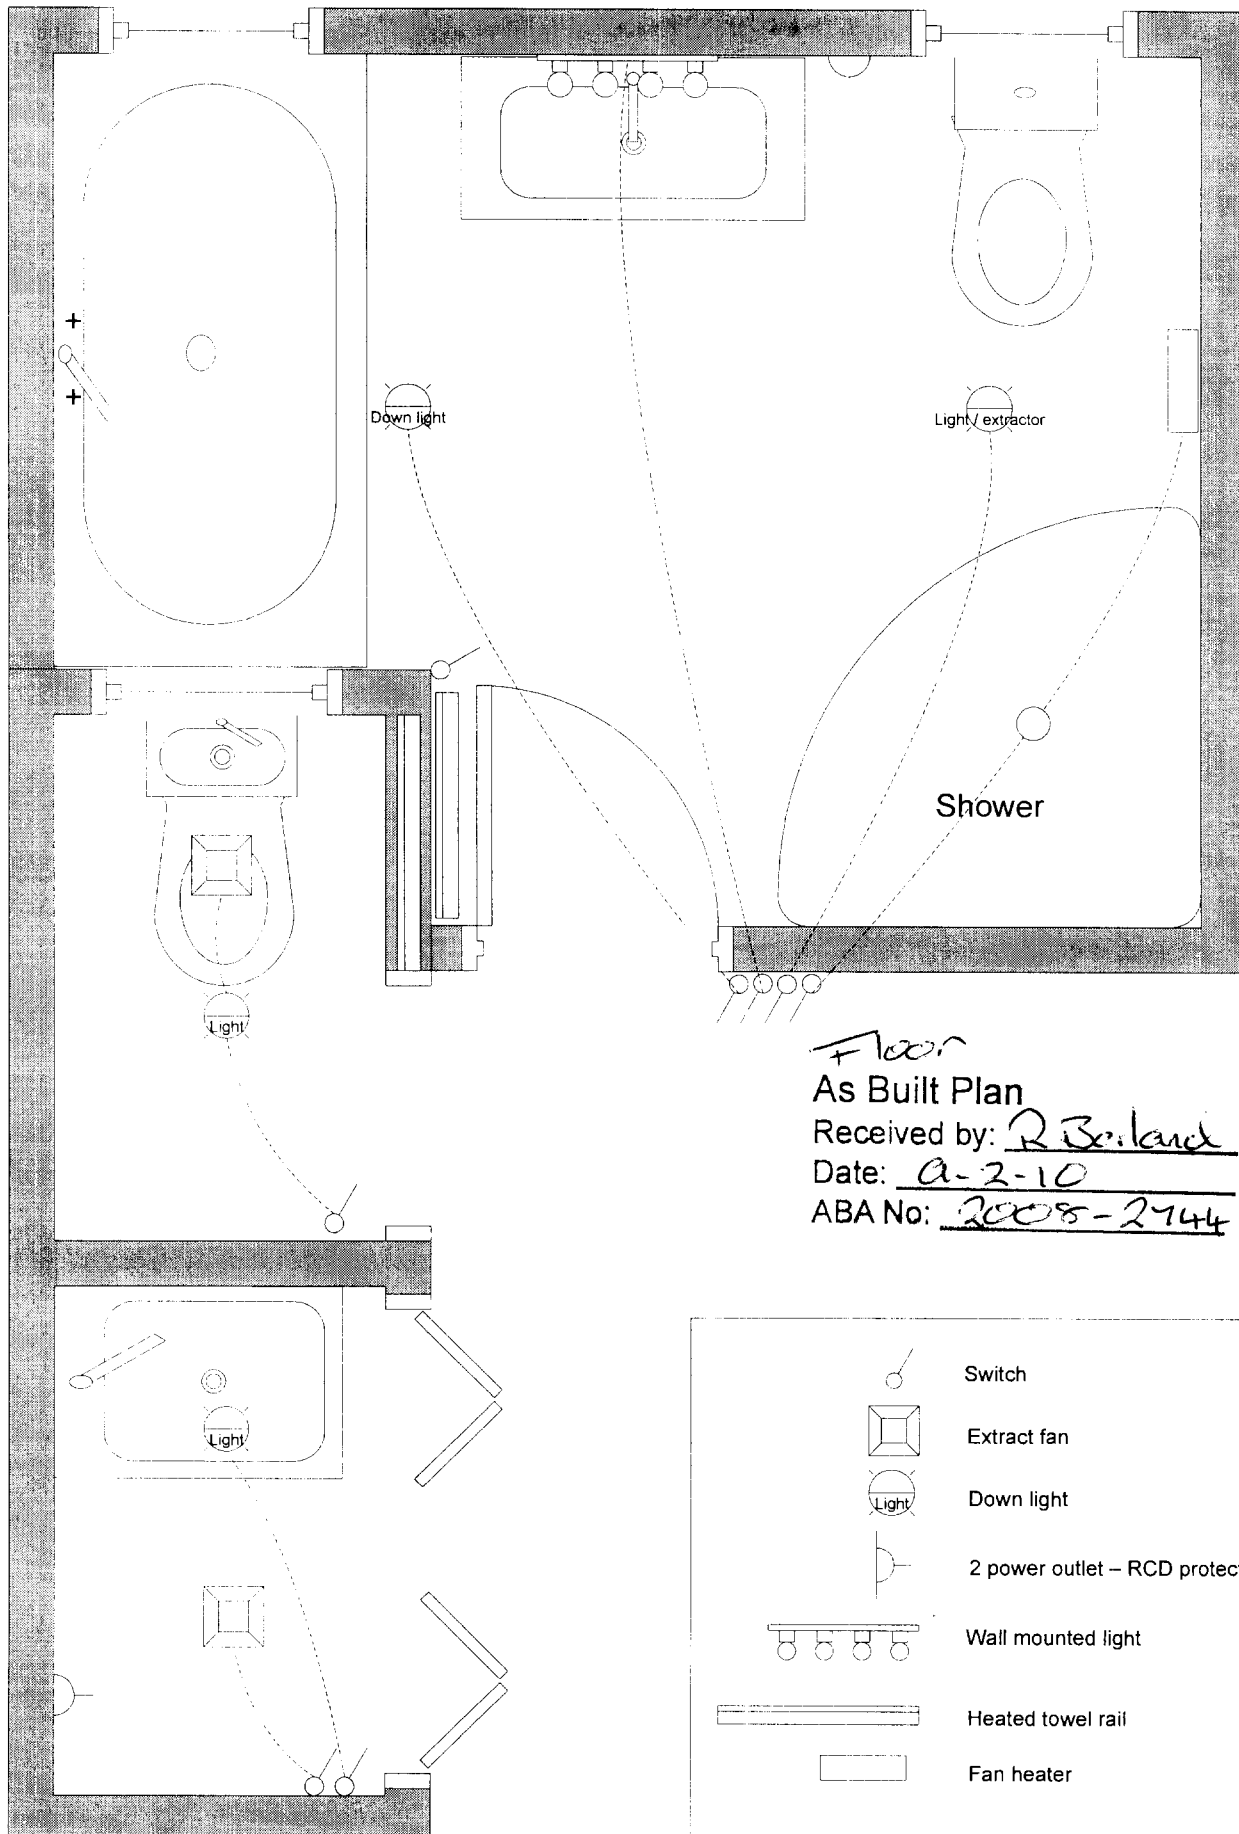 Down light
Light / extractor
Shower
Light
Floor
As Built Plan
Received by: R Boiland
Date: 9-2-10
ABA No: 2008-2744
Light
Switch
Extract fan
Light
Down light
2 power outlet – RCD protec
Wall mounted light
Heated towel rail
Fan heater